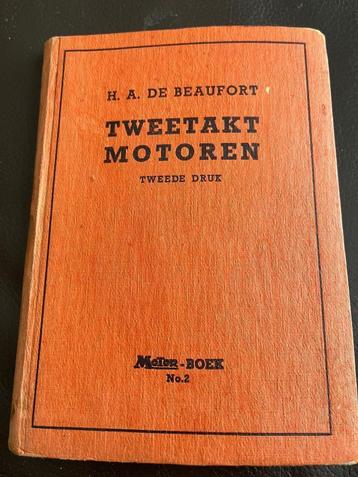 H. A. DE BEAUFORT
TWEETAKT
MOTOREN
TWEEDE DRUK
MOTOR-BOEK
No. 2